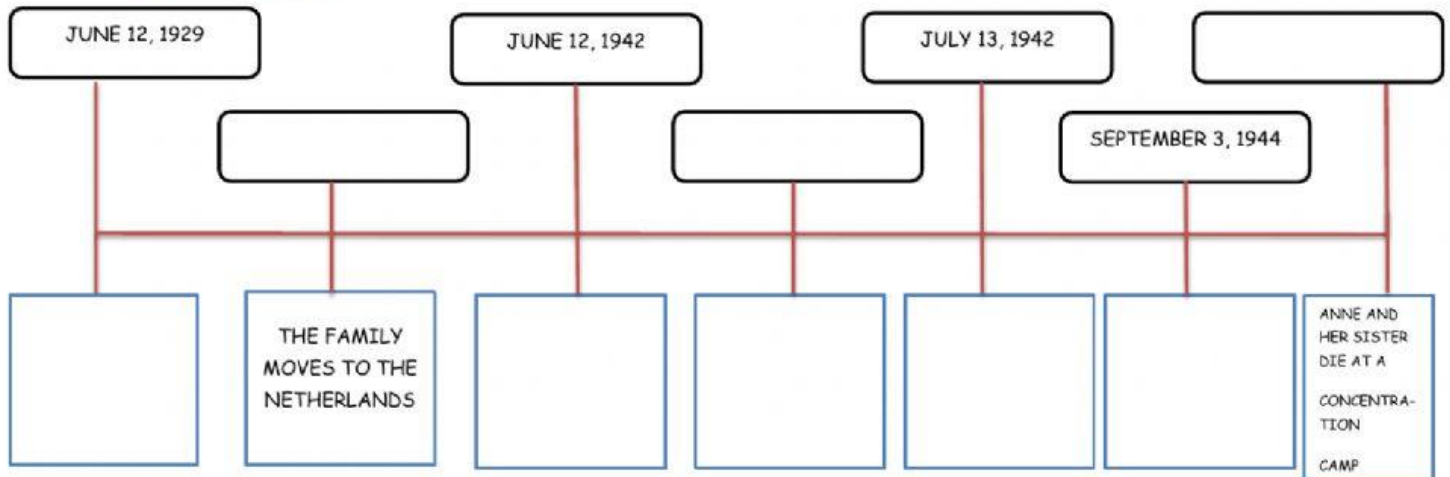 JUNE 12, 1929
JUNE 12, 1942
JULY 13, 1942
SEPTEMBER 3, 1944
THE FAMILY
MOVES TO THE
NETHERLANDS
ANNE AND
HER SISTER
DIE AT A
CONCENTRA-
TION
CAMP